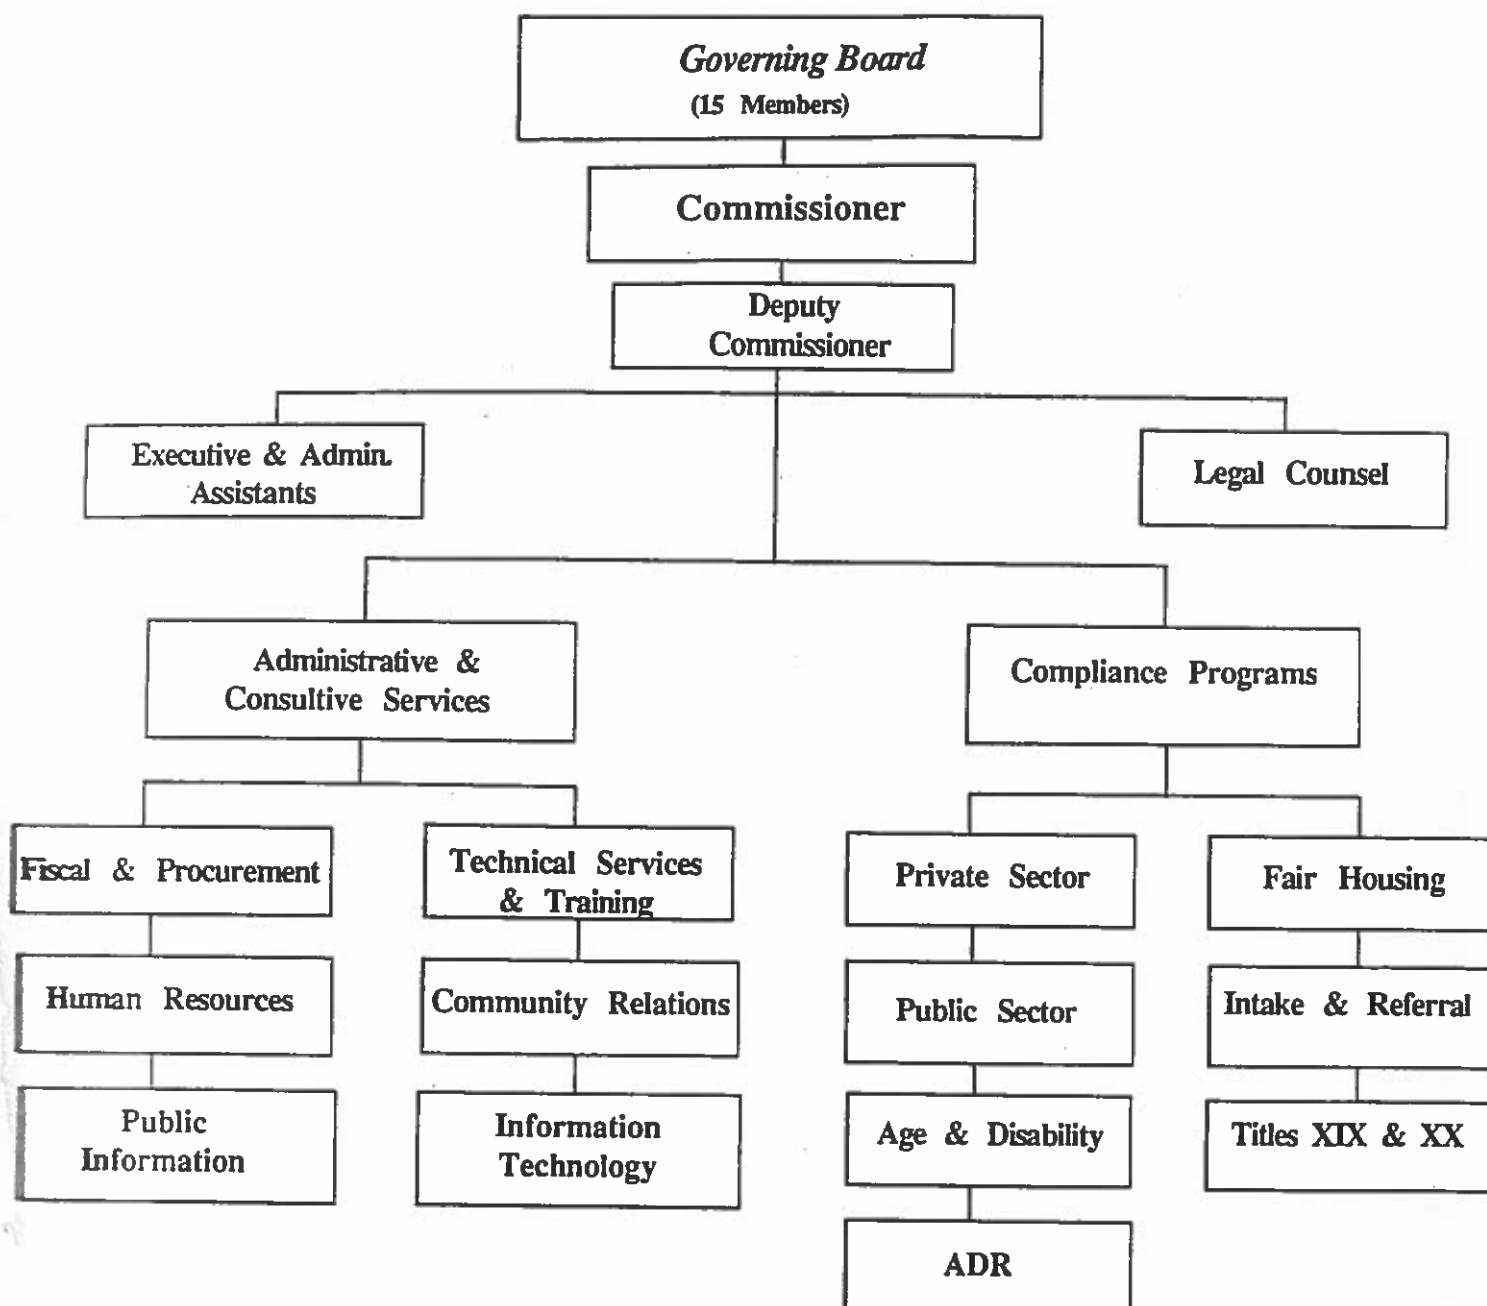 Governing Board
(15 Members)
Commissioner
Deputy
Commissioner
Executive & Admin.
Assistants
Legal Counsel
Administrative &
Consultive Services
Compliance Programs
Fiscal & Procurement
Technical Services
& Training
Private Sector
Fair Housing
Human Resources
Community Relations
Public Sector
Intake & Referral
Public
Information
Information
Technology
Age & Disability
Titles XIX & XX
ADR